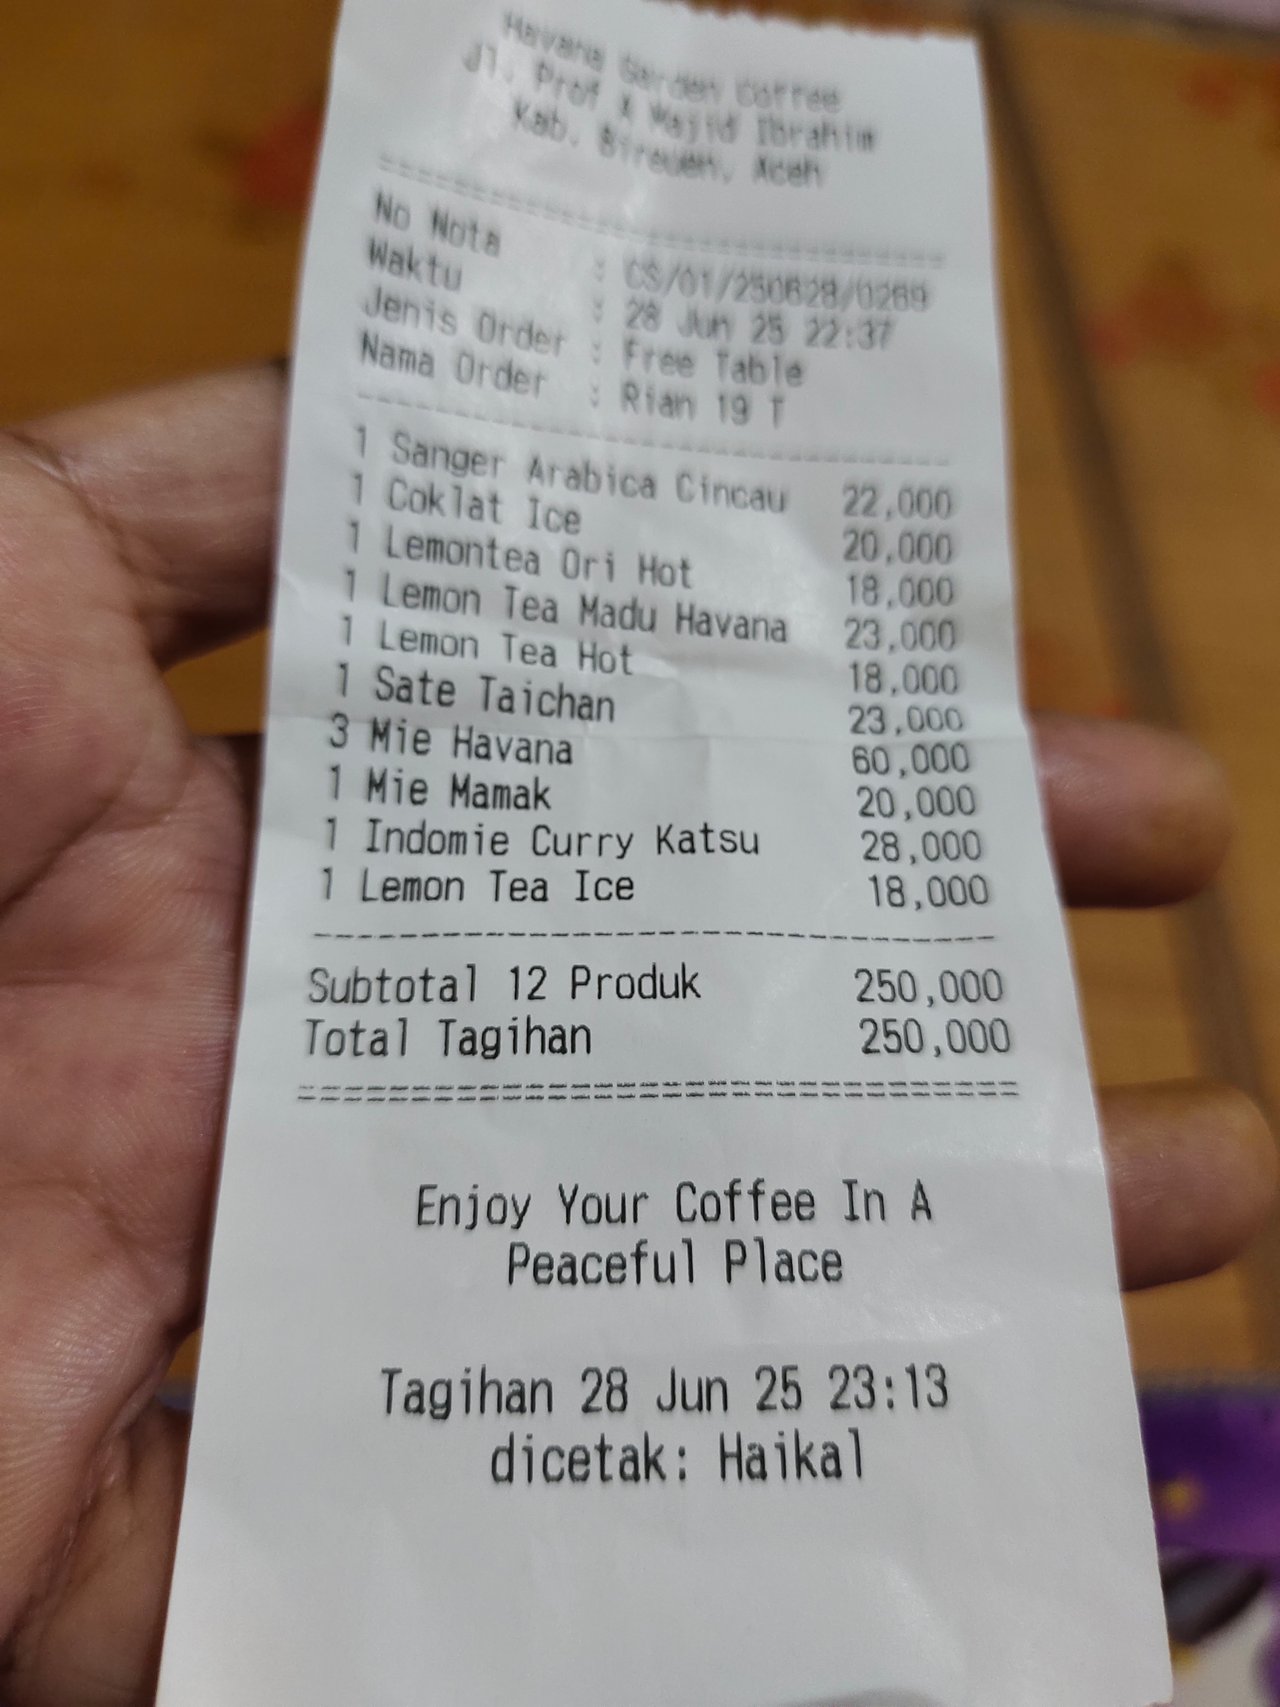 Havana Garden Coffee
Jl. Prof A Majid Ibrahim
Kab. Bireuen, Aceh
No Nota : CS/01/250628/0269
Waktu : 28 Jun 25 22:37
Jenis Order : Free Table
Nama Order : Rian 19 T
1 Sanger Arabica Cincau 22,000
1 Coklat Ice 20,000
1 Lemontea Ori Hot 18,000
1 Lemon Tea Madu Havana 23,000
1 Lemon Tea Hot 18,000
1 Sate Taichan 23,000
3 Mie Havana 60,000
1 Mie Mamak 20,000
1 Indomie Curry Katsu 28,000
1 Lemon Tea Ice 18,000
Subtotal 12 Produk 250,000
Total Tagihan 250,000
Enjoy Your Coffee In A
Peaceful Place
Tagihan 28 Jun 25 23:13
dicetak: Haikal